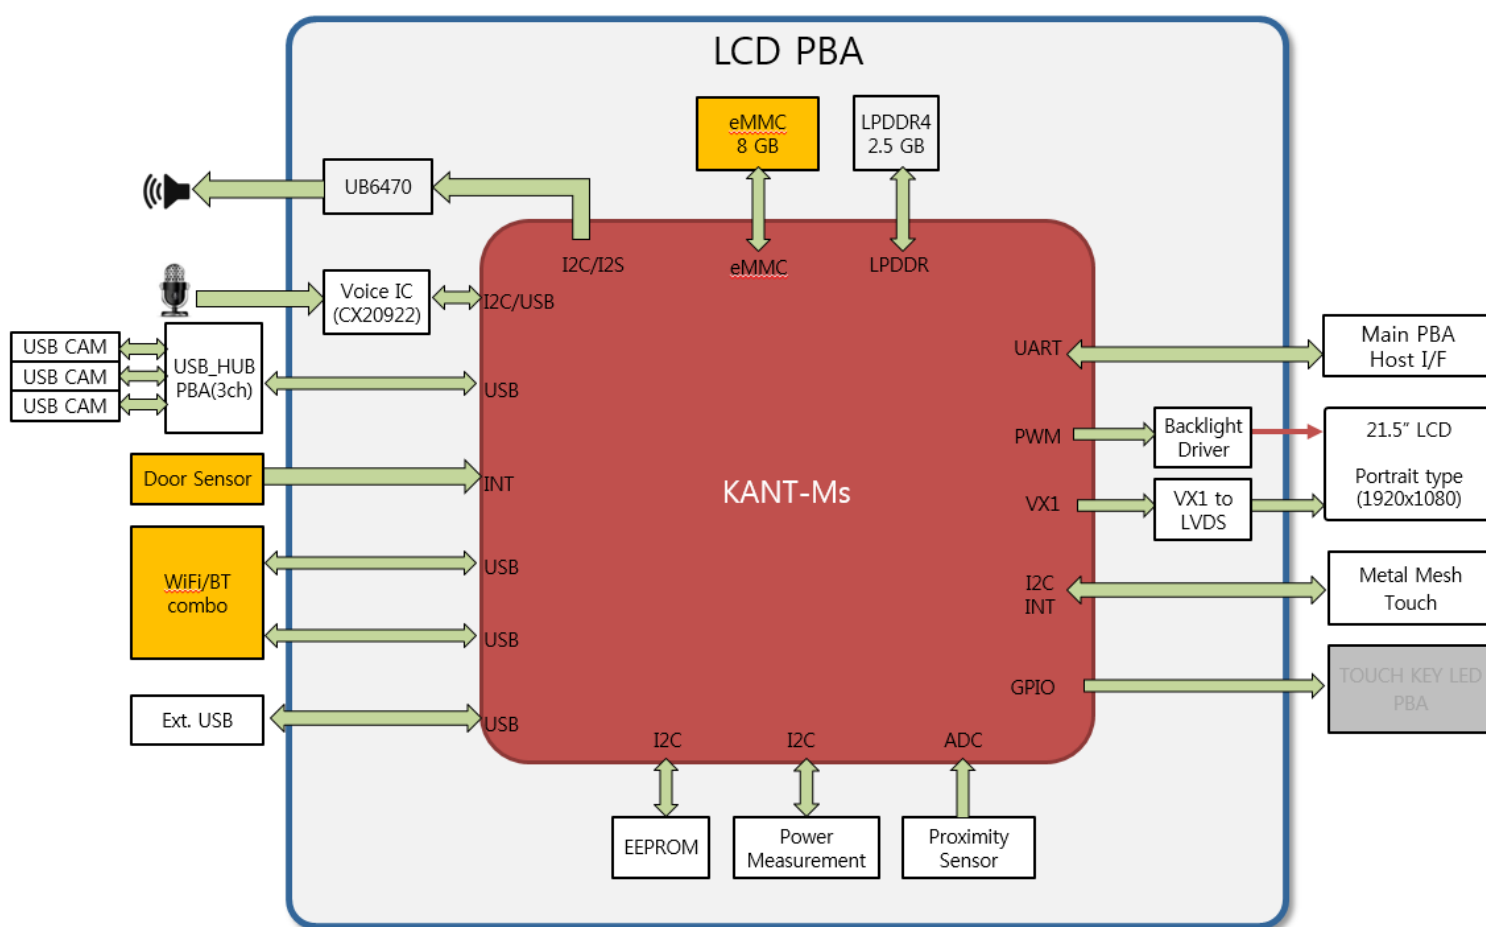 LCD PBA
eMMC
8 GB
LPDDR4
2.5 GB
UB6470
I2C/I2S
eMMC
LPDDR
Voice IC
(CX20922)
I2C/USB
USB CAM
USB CAM
USB CAM
USB_HUB
PBA(3ch)
USB
Door Sensor
INT
WiFi/BT
combo
USB
USB
Ext. USB
USB
KANT-Ms
UART
Main PBA
Host I/F
PWM
Backlight
Driver
21.5" LCD
Portrait type
(1920x1080)
VX1
VX1 to
LVDS
I2C
INT
Metal Mesh
Touch
GPIO
TOUCH KEY LED
PBA
I2C
I2C
ADC
EEPROM
Power
Measurement
Proximity
Sensor